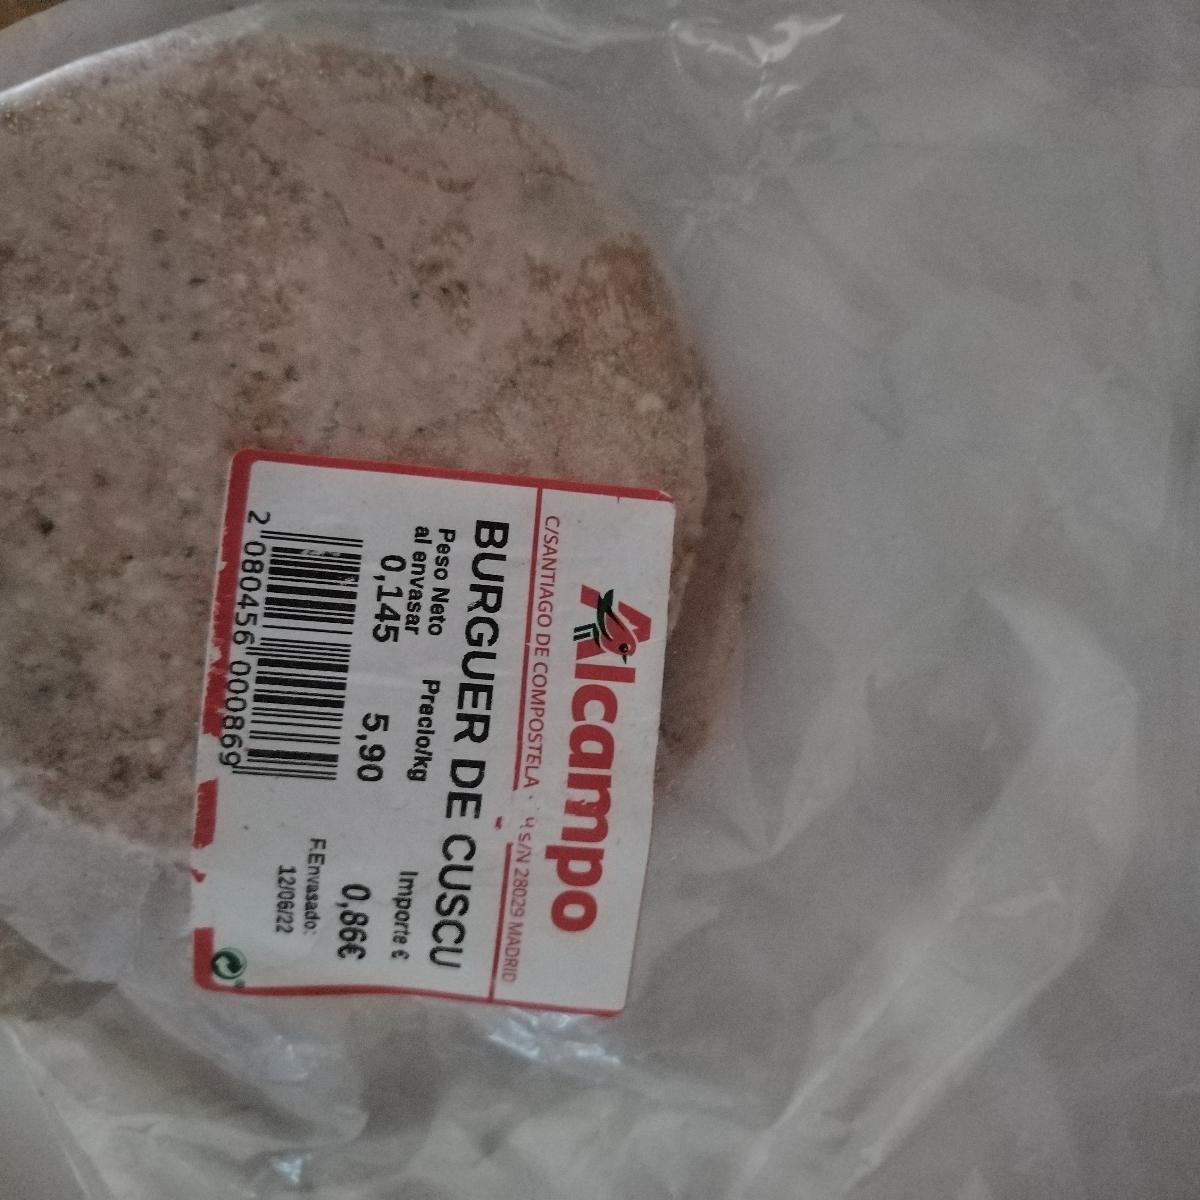 Alcampo
C/SANTIAGO DE COMPOSTELA S/N 28029 MADRID
BURGUER DE CUSCU
Peso Neto al envasar Precio/kg Importe €
0,145 5,90 0,86€
F.Envasado:
12/06/22
2 080456 000869